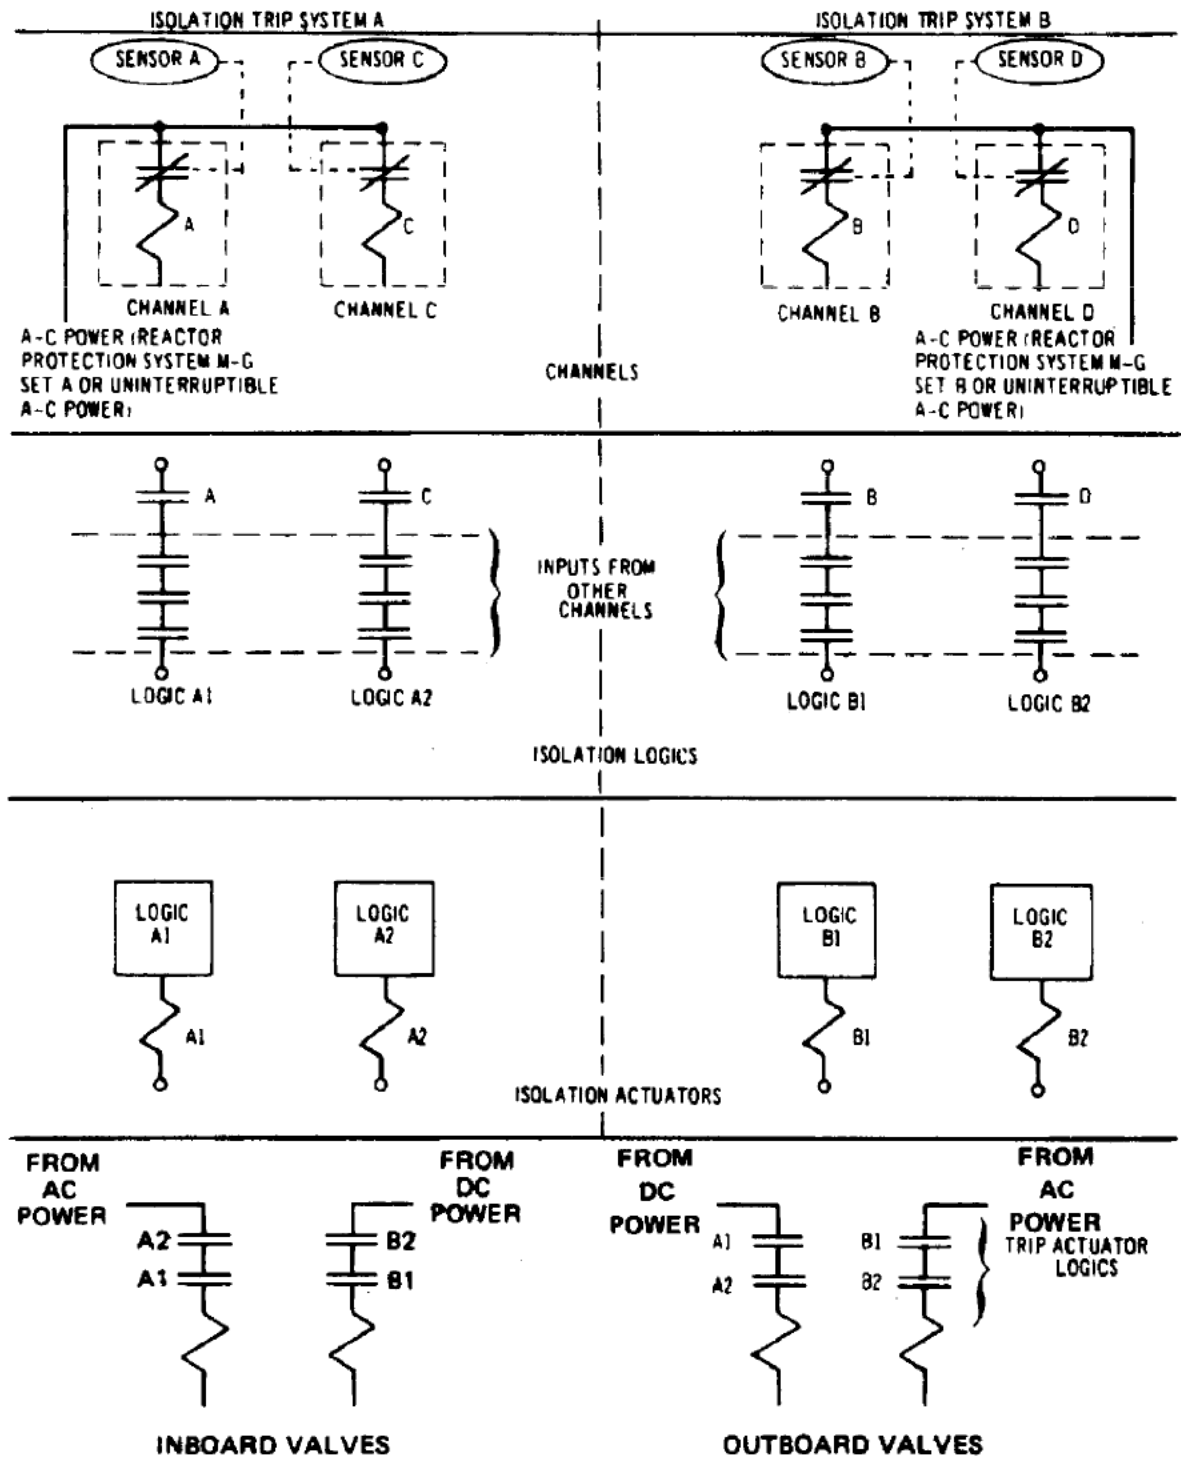 ISOLATION TRIP SYSTEM A
ISOLATION TRIP SYSTEM B
SENSOR A
SENSOR C
SENSOR B
SENSOR D
A
C
B
D
CHANNEL A
CHANNEL C
CHANNEL B
CHANNEL D
A-C POWER (REACTOR
PROTECTION SYSTEM M-G
SET A OR UNINTERRUPTIBLE
A-C POWER)
A-C POWER (REACTOR
PROTECTION SYSTEM M-G
SET B OR UNINTERRUPTIBLE
A-C POWER)
CHANNELS
A
C
B
D
INPUTS FROM
OTHER
CHANNELS
LOGIC A1
LOGIC A2
LOGIC B1
LOGIC B2
ISOLATION LOGICS
LOGIC
A1
LOGIC
A2
LOGIC
B1
LOGIC
B2
A1
A2
B1
B2
ISOLATION ACTUATORS
FROM
AC
POWER
FROM
DC
POWER
FROM
DC
POWER
FROM
AC
POWER
A2
A1
B2
B1
A1
A2
B1
B2
TRIP ACTUATOR
LOGICS
INBOARD VALVES
OUTBOARD VALVES